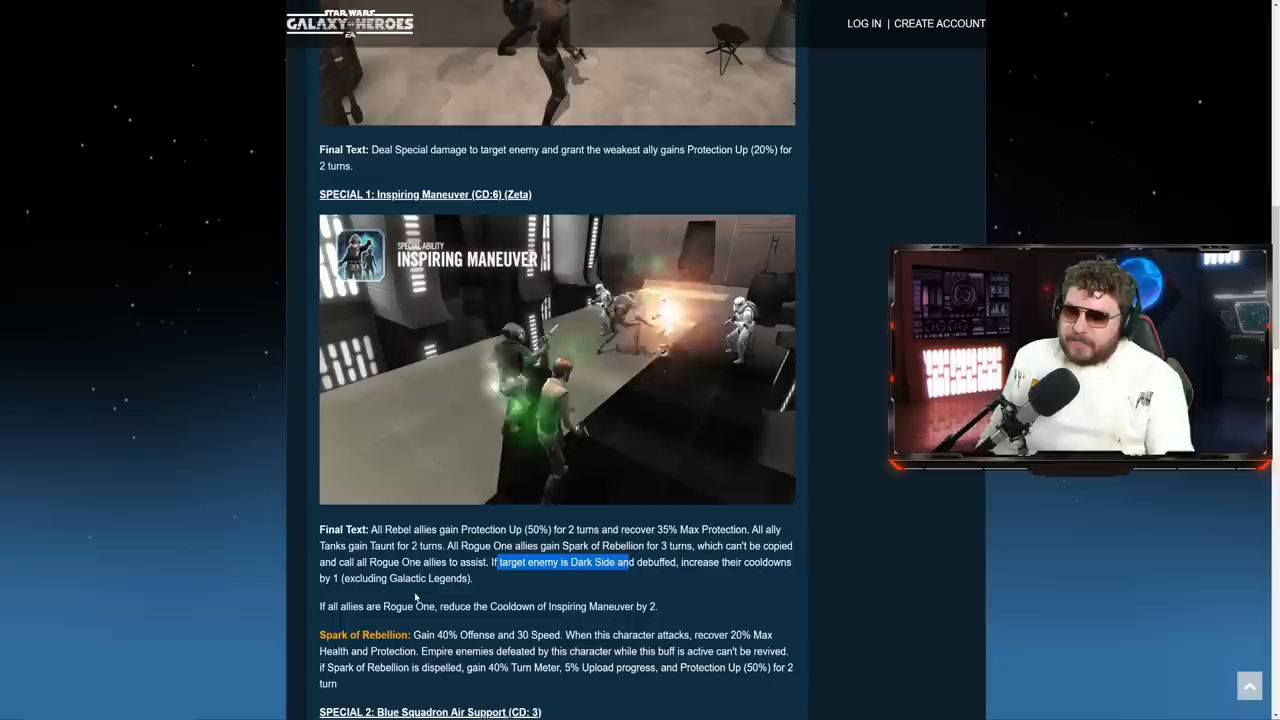 STAR WARS
GALAXY OF HEROES
EA
LOG IN | CREATE ACCOUNT
Final Text: Deal Special damage to target enemy and grant the weakest ally gains Protection Up (20%) for
2 turns.
SPECIAL 1: Inspiring Maneuver (CD:6) (Zeta)
SPECIAL ABILITY
INSPIRING MANEUVER
Final Text: All Rebel allies gain Protection Up (50%) for 2 turns and recover 35% Max Protection. All ally
Tanks gain Taunt for 2 turns. All Rogue One allies gain Spark of Rebellion for 3 turns, which can't be copied
and call all Rogue One allies to assist. If target enemy is Dark Side and debuffed, increase their cooldowns
by 1 (excluding Galactic Legends).
If all allies are Rogue One, reduce the Cooldown of Inspiring Maneuver by 2.
Spark of Rebellion: Gain 40% Offense and 30 Speed. When this character attacks, recover 20% Max
Health and Protection. Empire enemies defeated by this character while this buff is active can't be revived.
if Spark of Rebellion is dispelled, gain 40% Turn Meter, 5% Upload progress, and Protection Up (50%) for 2
turn
SPECIAL 2: Blue Squadron Air Support (CD: 3)